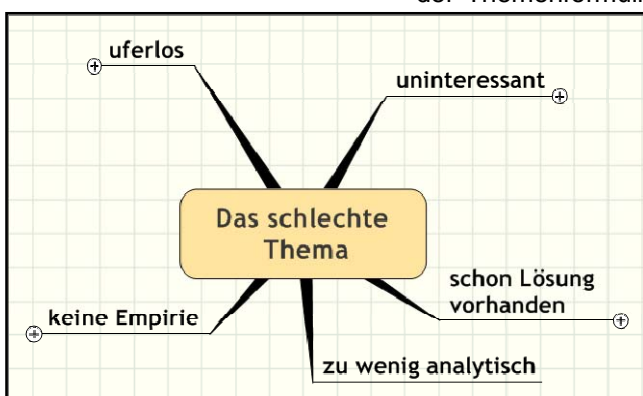 uferlos
uninteressant
Das schlechte
Thema
schon Lösung
vorhanden
keine Empirie
zu wenig analytisch